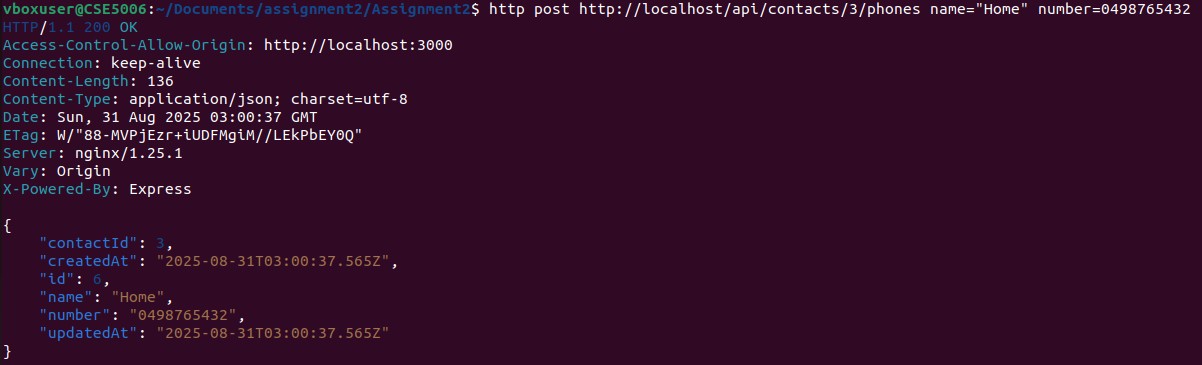 vboxuser@CSE5006:~/Documents/assignment2/Assignment2$ http post http://localhost/api/contacts/3/phones name="Home" number=0498765432
HTTP/1.1 200 OK
Access-Control-Allow-Origin: http://localhost:3000
Connection: keep-alive
Content-Length: 136
Content-Type: application/json; charset=utf-8
Date: Sun, 31 Aug 2025 03:00:37 GMT
ETag: W/"88-MVPjEzr+iUDFMgiM//LEkPbEY0Q"
Server: nginx/1.25.1
Vary: Origin
X-Powered-By: Express

{
    "contactId": 3,
    "createdAt": "2025-08-31T03:00:37.565Z",
    "id": 6,
    "name": "Home",
    "number": "0498765432",
    "updatedAt": "2025-08-31T03:00:37.565Z"
}